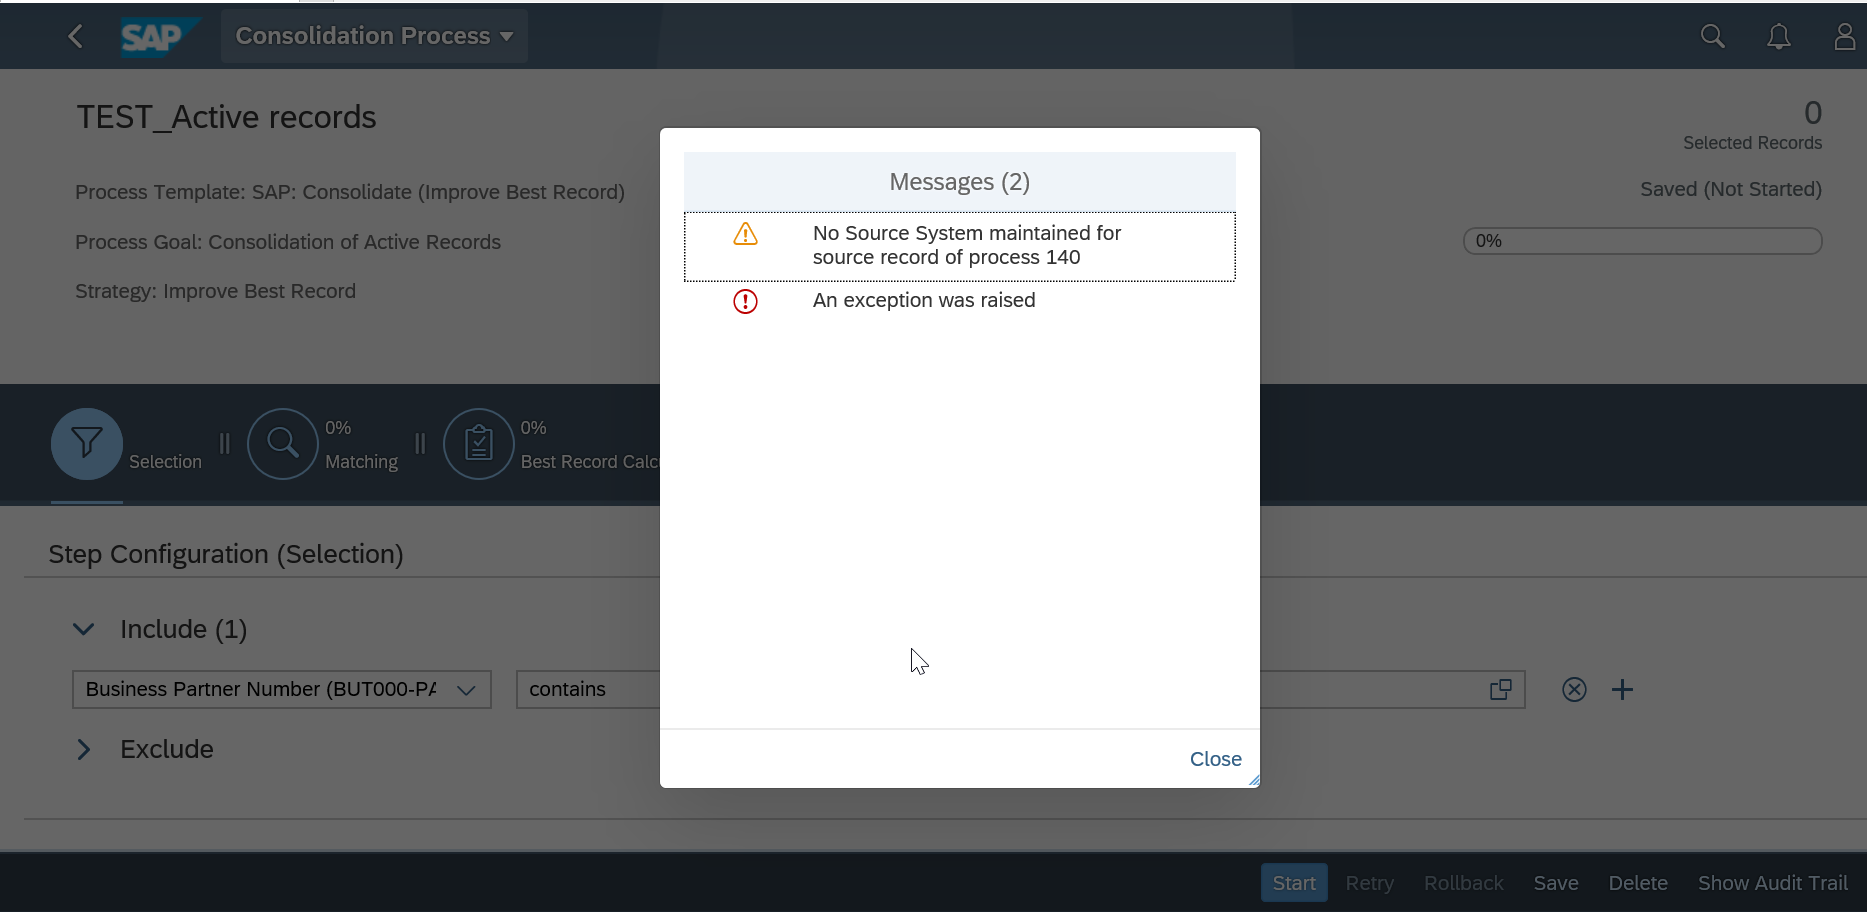 SAP
Consolidation Process
TEST_Active records
0
Selected Records
Process Template: SAP: Consolidate (Improve Best Record)
Saved (Not Started)
Process Goal: Consolidation of Active Records
0%
Strategy: Improve Best Record
Messages (2)
No Source System maintained for
source record of process 140
An exception was raised
Selection
0%
Matching
0%
Best Record
Step Configuration (Selection)
Include (1)
Business Partner Number (BUT000-PA
contains
Exclude
Close
Start
Retry
Rollback
Save
Delete
Show Audit Trail